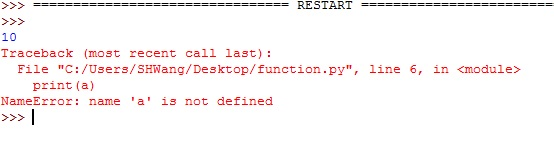 >>> ================================ RESTART ================================
>>>
10
Traceback (most recent call last):
  File "C:/Users/SHWang/Desktop/function.py", line 6, in <module>
    print(a)
NameError: name 'a' is not defined
>>>